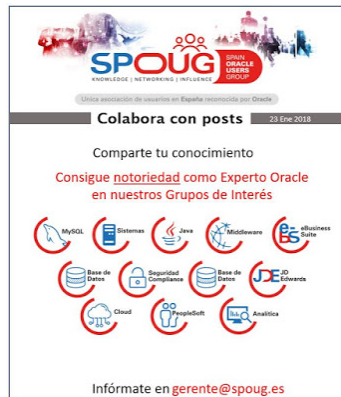 SPOUG
SPAIN
ORACLE
USERS
GROUP
KNOWLEDGE | NETWORKING | INFLUENCE
Unica asociación de usuarios en España reconocida por Oracle
Colabora con posts
23 Ene 2018
Comparte tu conocimiento
Consigue notoriedad como Experto Oracle
en nuestros Grupos de Interés
MySQL
Sistemas
Java
Middleware
eBS
eBusiness
Suite
Base de
Datos
Seguridad
Compliance
Base de
Datos
JDE
JD
Edwards
Cloud
PeopleSoft
Analítica
Infórmate en gerente@spoug.es